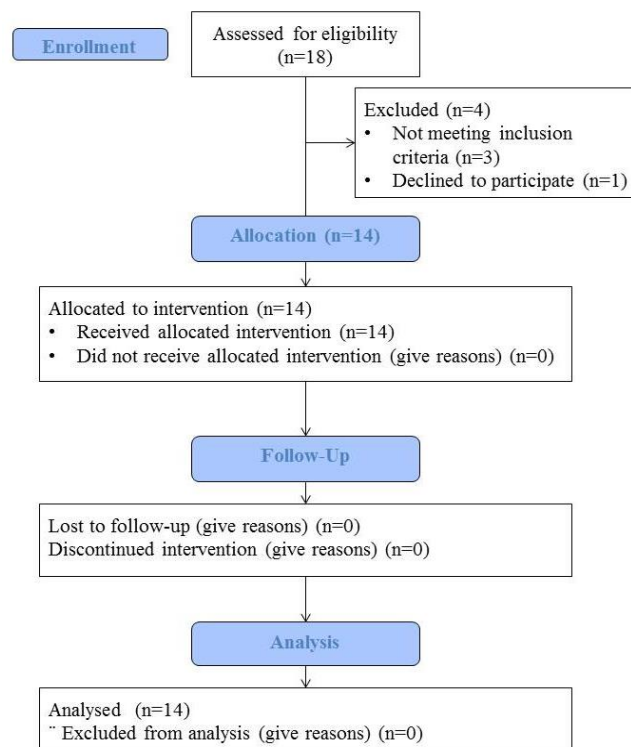 Enrollment
Assessed for eligibility
(n=18)
Excluded (n=4)
• Not meeting inclusion
criteria (n=3)
• Declined to participate (n=1)
Allocation (n=14)
Allocated to intervention (n=14)
• Received allocated intervention (n=14)
• Did not receive allocated intervention (give reasons) (n=0)
Follow-Up
Lost to follow-up (give reasons) (n=0)
Discontinued intervention (give reasons) (n=0)
Analysis
Analysed (n=14)
¨ Excluded from analysis (give reasons) (n=0)